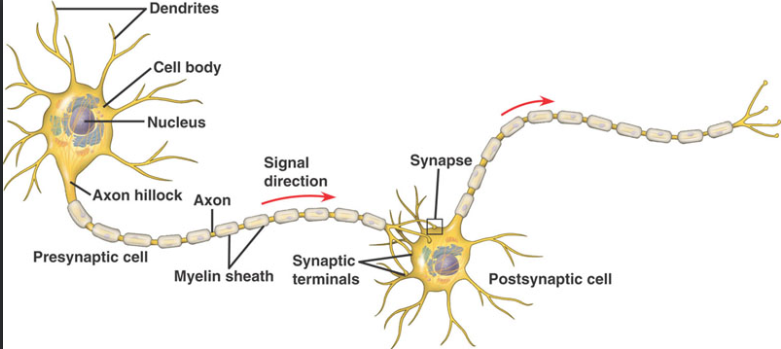 Dendrites
Cell body
Nucleus
Axon hillock
Presynaptic cell
Axon
Myelin sheath
Signal
direction
Synapse
Synaptic
terminals
Postsynaptic cell